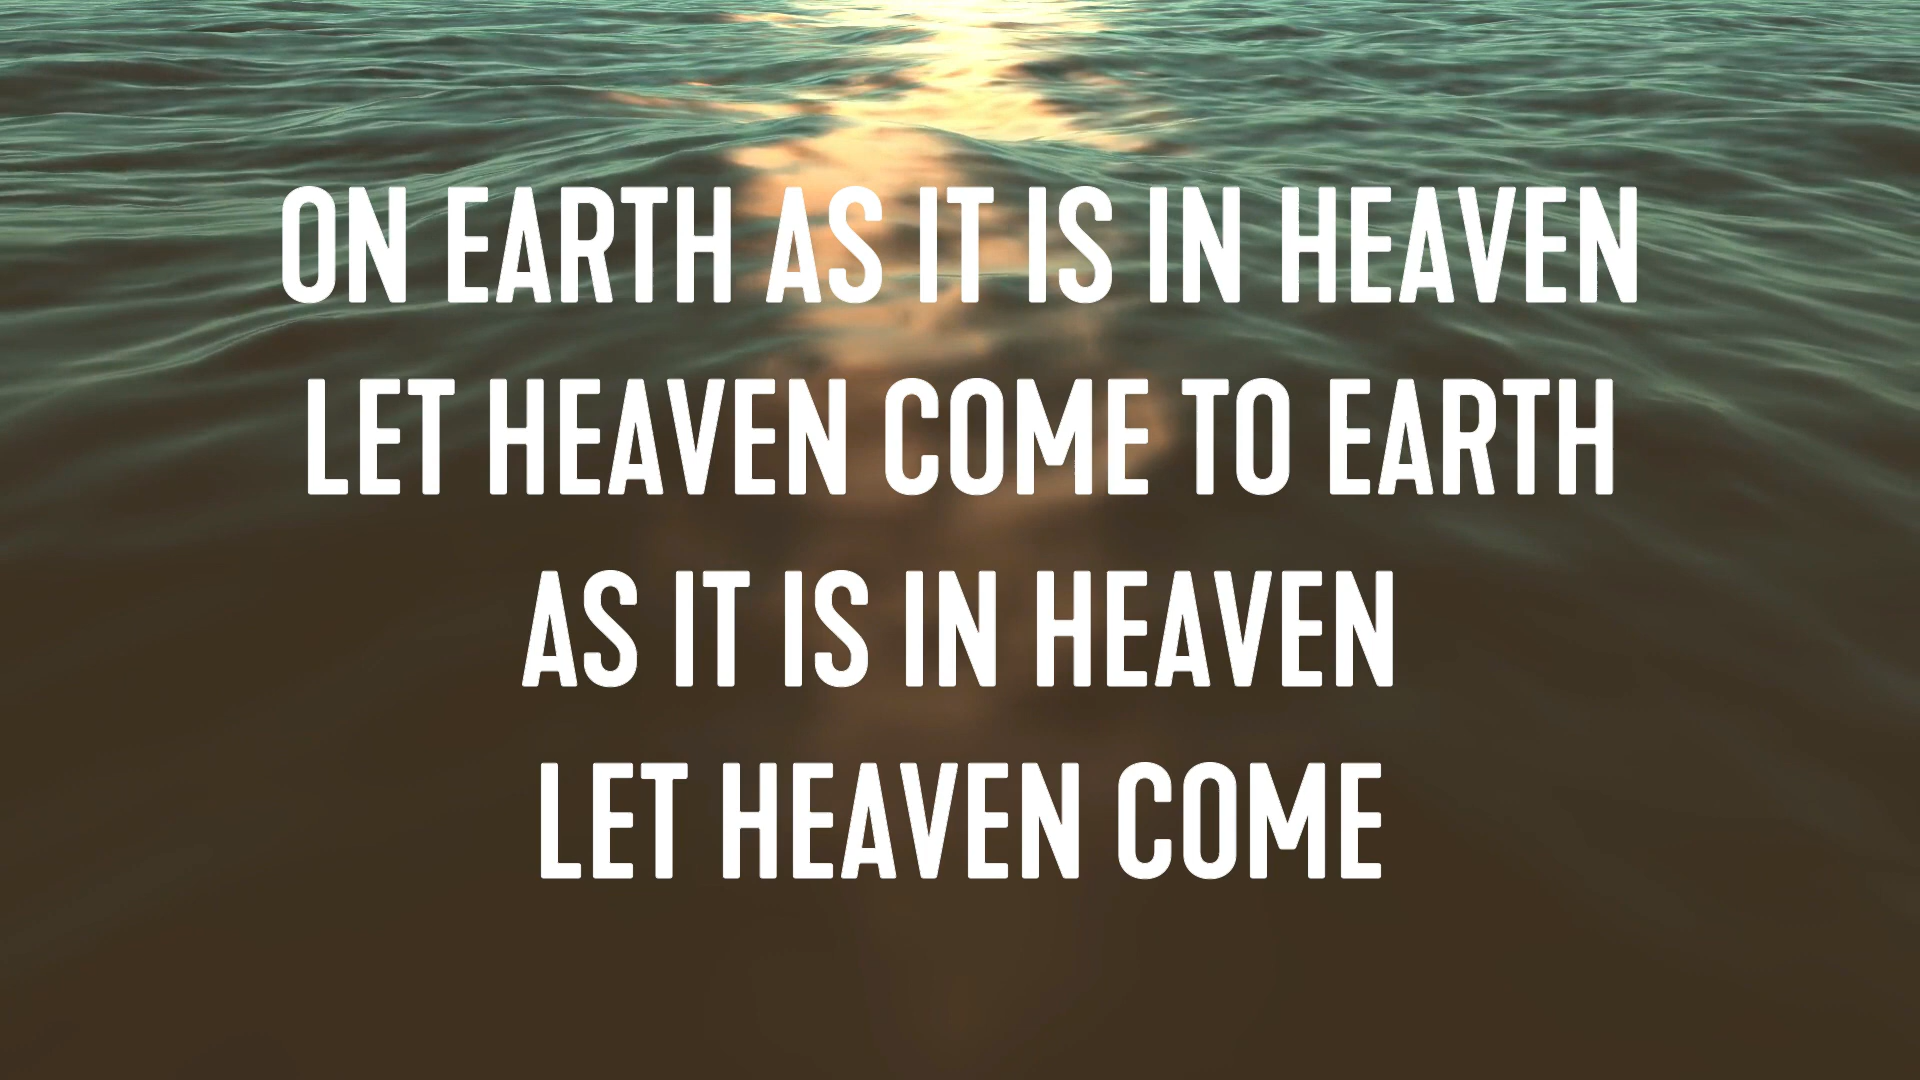 ON EARTH AS IT IS IN HEAVEN
LET HEAVEN COME TO EARTH
AS IT IS IN HEAVEN
LET HEAVEN COME